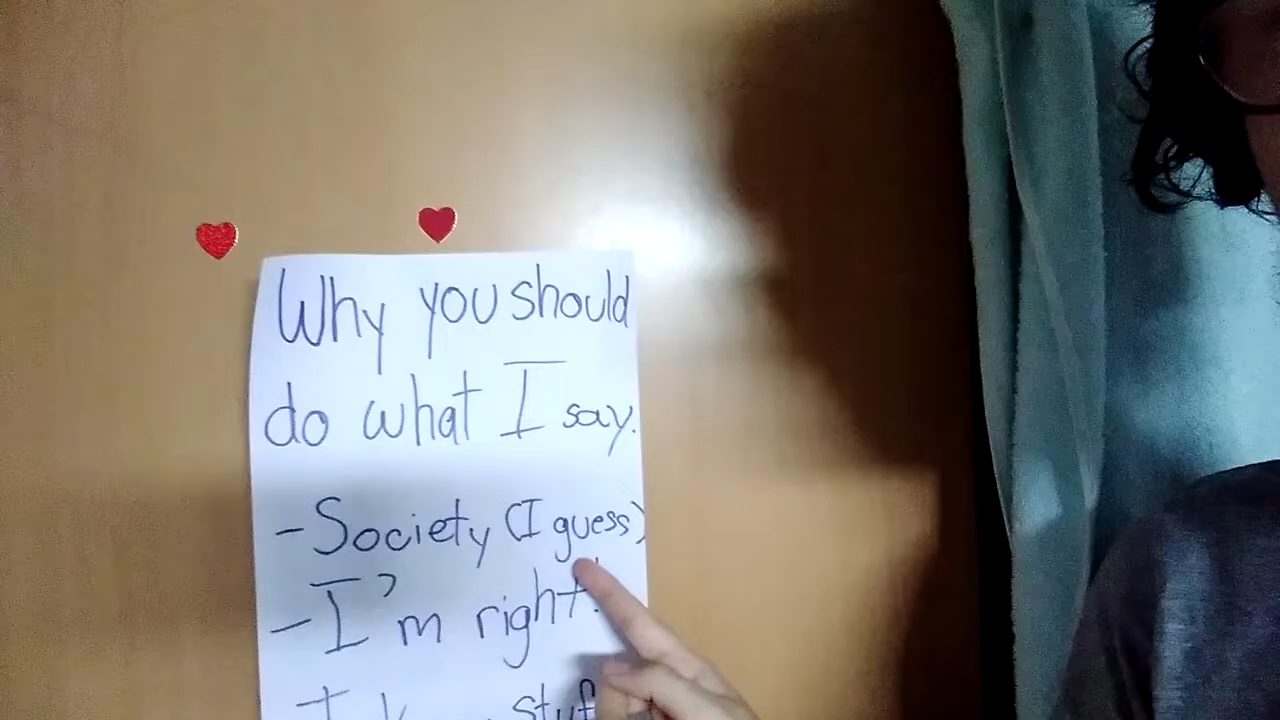 Why you should
do what I say.
- Society (I guess)
- I'm right!